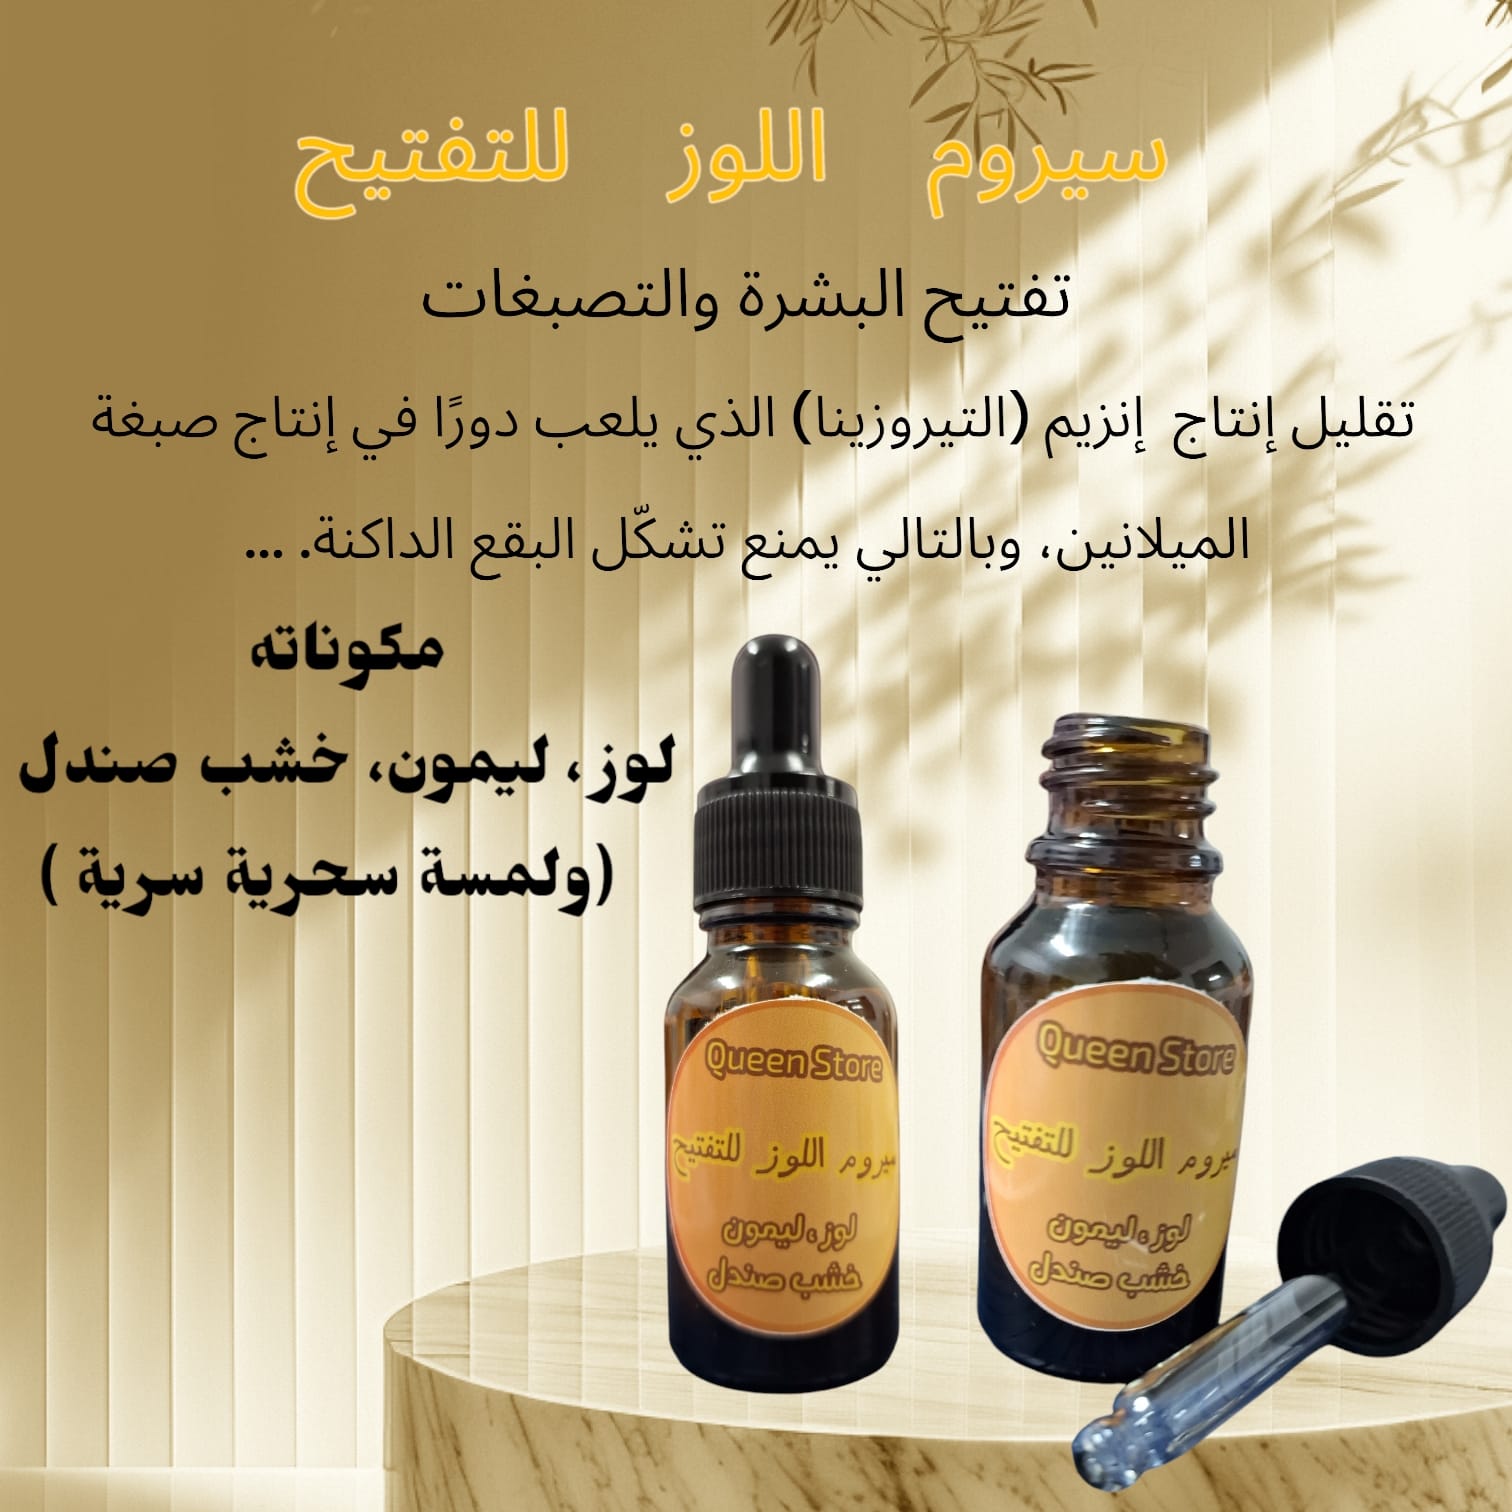 سيروم اللوز للتفتيح
تفتيح البشرة والتصبغات
تقليل إنتاج إنزيم (التيروزينا) الذي يلعب دورًا في إنتاج صبغة
الميلانين، وبالتالي يمنع تشكّل البقع الداكنة. ...
مكوناته
لوز، ليمون، خشب صندل
(ولمسة سحرية سرية )
Queen Store
سيروم اللوز للتفتيح
لوز، ليمون
خشب صندل
Queen Store
سيروم اللوز للتفتيح
لوز، ليمون
خشب صندل